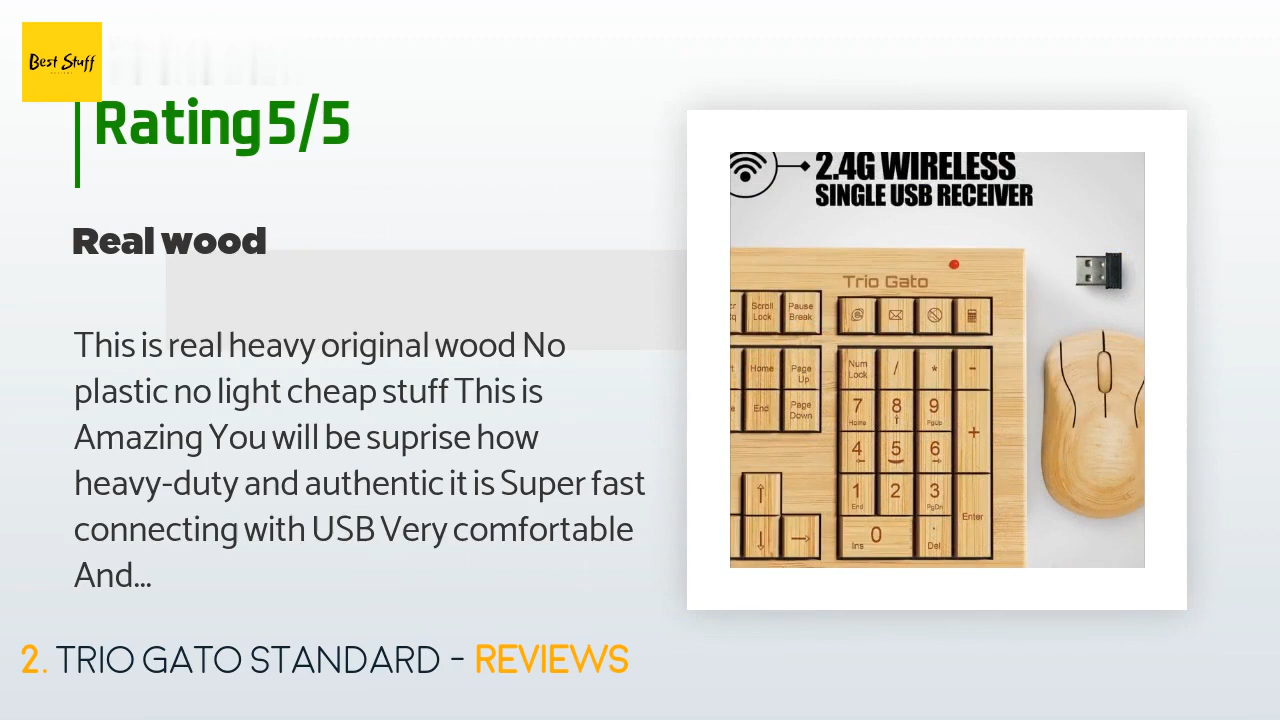 Best Stuff
Rating 5/5
Real wood
This is real heavy original wood No
plastic no light cheap stuff This is
Amazing You will be suprise how
heavy-duty and authentic it is Super fast
connecting with USB Very comfortable
And...
2. TRIO GATO STANDARD - REVIEWS
2.4G WIRELESS
SINGLE USB RECEIVER
Trio Gato
Scroll Lock Pause Break
Home Page Up
End Page Down
Num Lock / * -
7 Home 8 ↑ 9 PgUp +
4 ← 5 6 →
1 End 2 3 PgDn Enter
0 Ins . Del
↑
↓ →